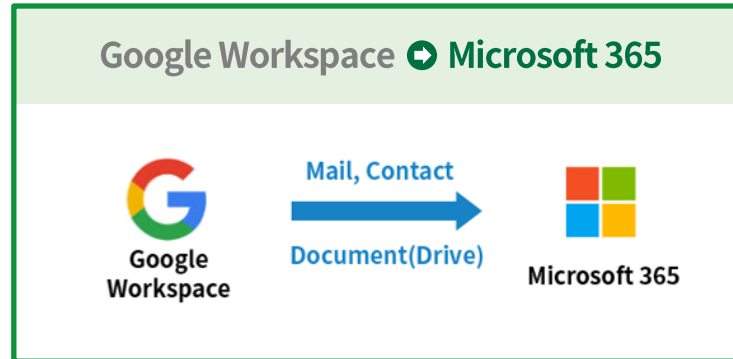 Google Workspace Microsoft 365
Mail, Contact
Document(Drive)
Google
Workspace
Microsoft 365